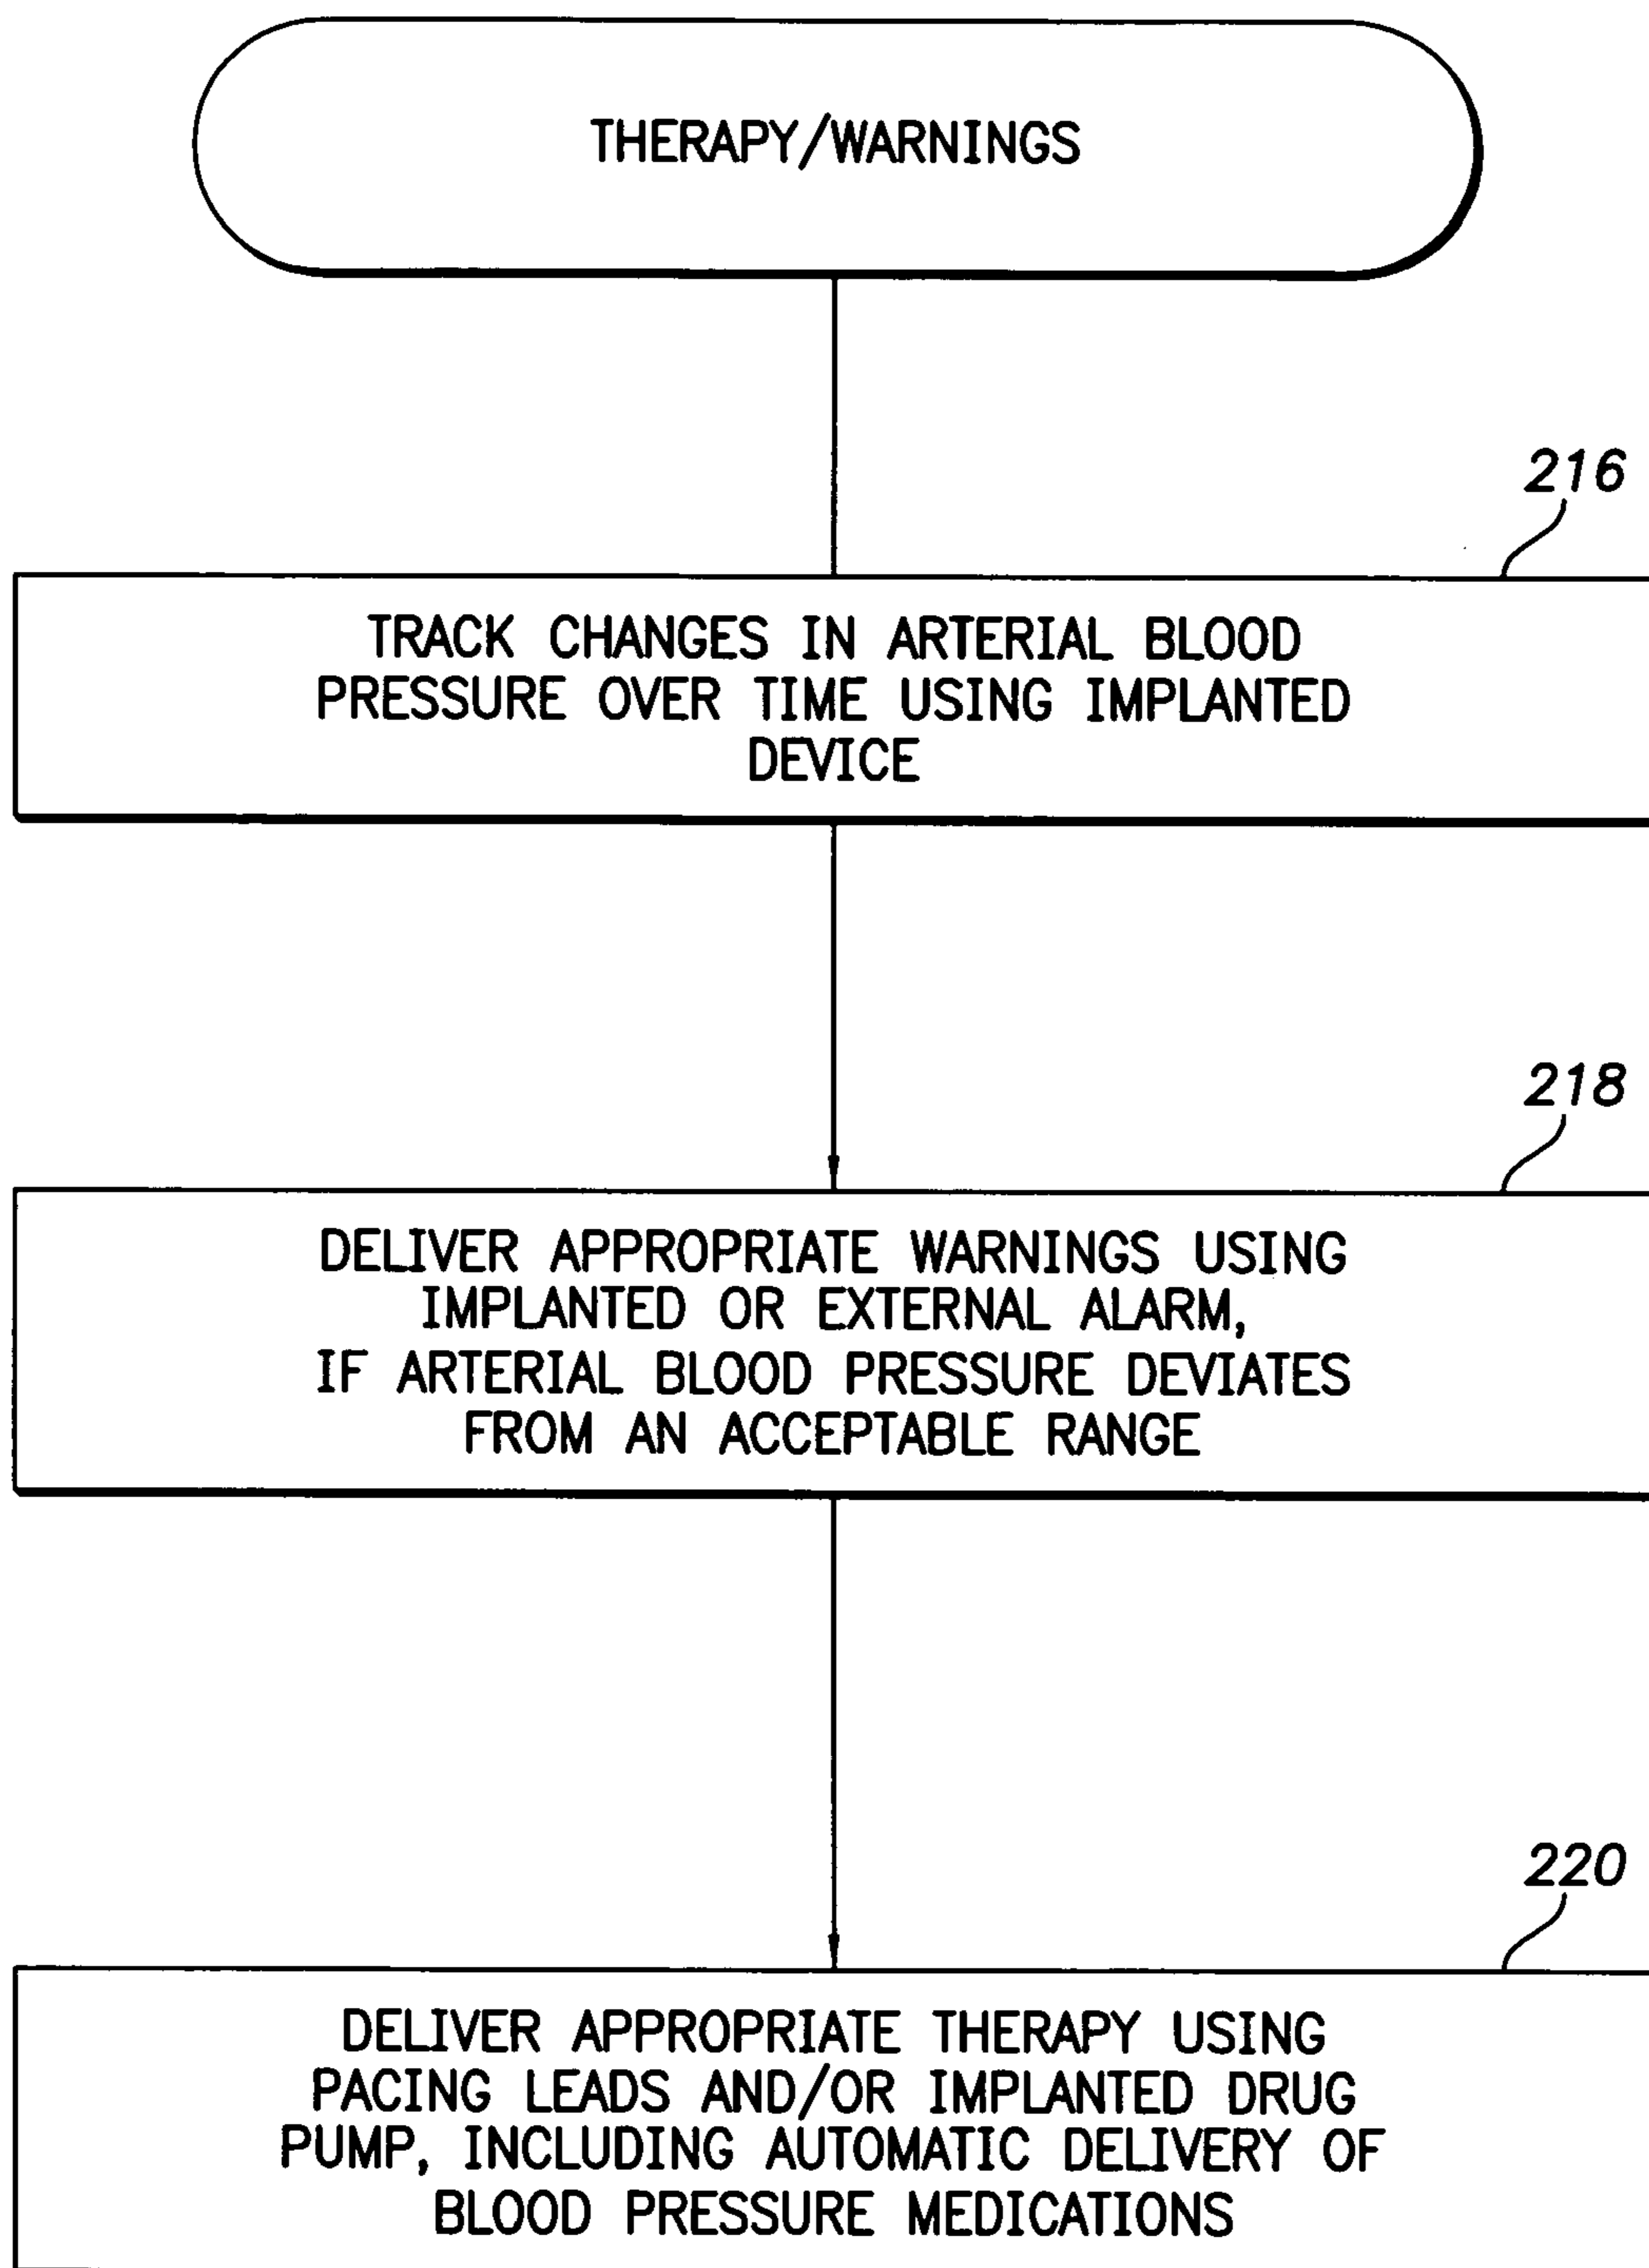 THERAPY/WARNINGS
216
TRACK CHANGES IN ARTERIAL BLOOD
PRESSURE OVER TIME USING IMPLANTED
DEVICE
218
DELIVER APPROPRIATE WARNINGS USING
IMPLANTED OR EXTERNAL ALARM,
IF ARTERIAL BLOOD PRESSURE DEVIATES
FROM AN ACCEPTABLE RANGE
220
DELIVER APPROPRIATE THERAPY USING
PACING LEADS AND/OR IMPLANTED DRUG
PUMP, INCLUDING AUTOMATIC DELIVERY OF
BLOOD PRESSURE MEDICATIONS